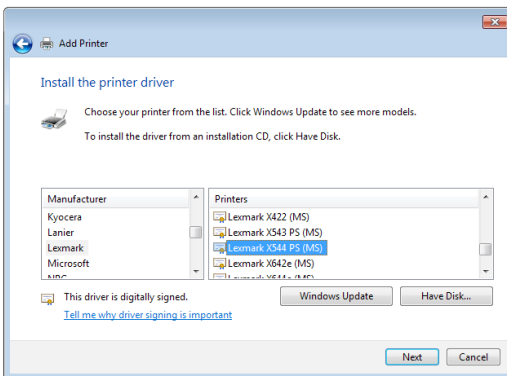 Add Printer
Install the printer driver
Choose your printer from the list. Click Windows Update to see more models.
To install the driver from an installation CD, click Have Disk.
Manufacturer
Kyocera
Lanier
Lexmark
Microsoft
Printers
Lexmark X422 (MS)
Lexmark X543 PS (MS)
Lexmark X544 PS (MS)
Lexmark X642e (MS)
This driver is digitally signed.
Tell me why driver signing is important
Windows Update
Have Disk...
Next
Cancel